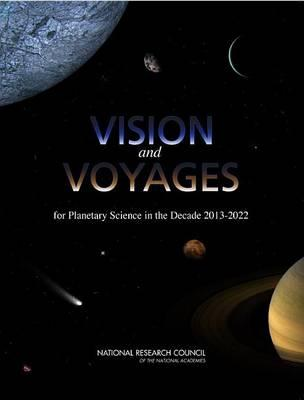 VISION
and
VOYAGES
for Planetary Science in the Decade 2013-2022
NATIONAL RESEARCH COUNCIL
OF THE NATIONAL ACADEMIES